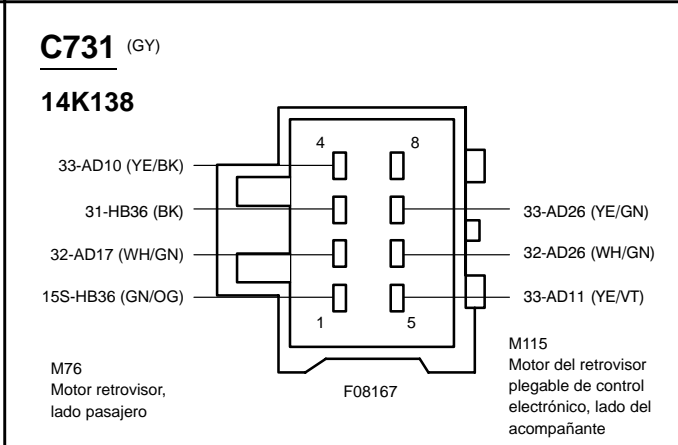 C731 (GY)
14K138
4 8
33-AD10 (YE/BK)
31-HB36 (BK)
33-AD26 (YE/GN)
32-AD17 (WH/GN)
32-AD26 (WH/GN)
15S-HB36 (GN/OG)
33-AD11 (YE/VT)
1 5
M76
Motor retrovisor,
lado pasajero
F08167
M115
Motor del retrovisor
plegable de control
electrónico, lado del
acompañante